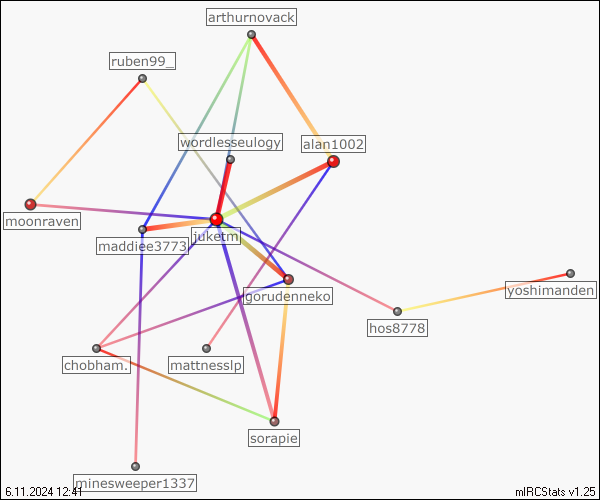 arthurnovack
ruben99_
wordlesseulogy
alan1002
moonraven
juketm
maddiee3773
yoshimanden
gorudenneko
hos8778
chobham.
mattnesslp
sorapie
minesweeper1337
6.11.2024 12:41
mIRCStats v1.25